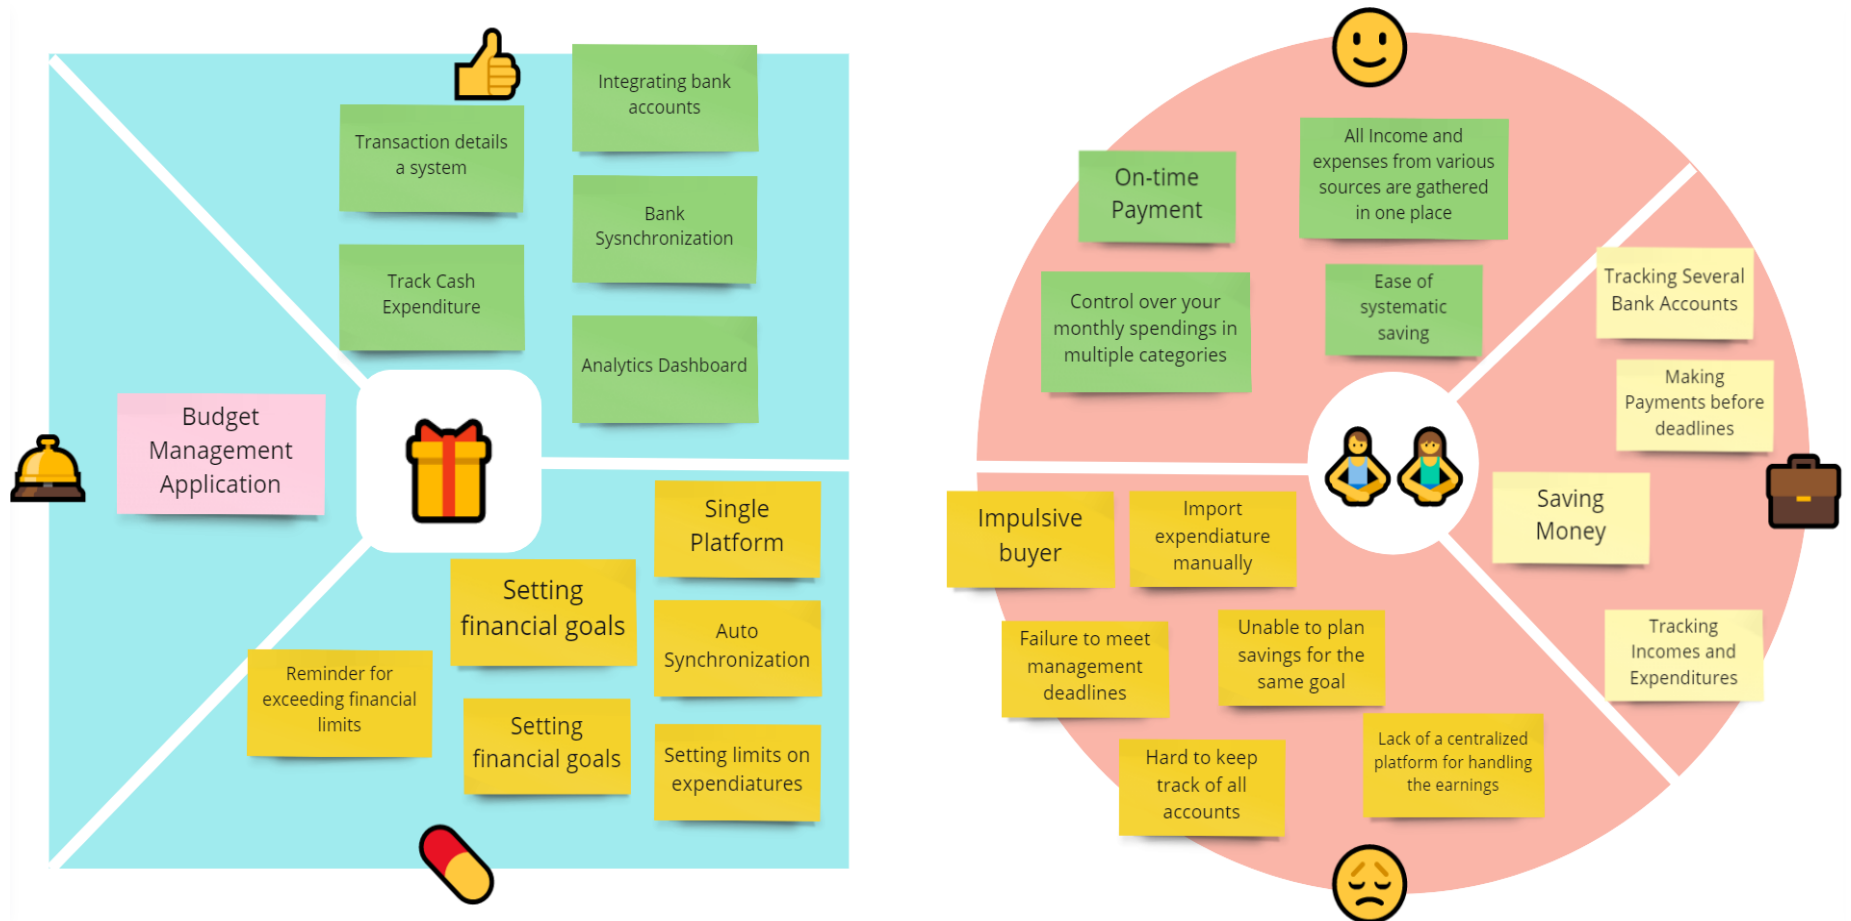 Integrating bank
accounts
Transaction details
a system
Bank
Sysnchronization
Track Cash
Expenditure
Analytics Dashboard
Budget
Management
Application
Single
Platform
Setting
financial goals
Auto
Synchronization
Reminder for
exceeding financial
limits
Setting
financial goals
Setting limits on
expendiatures
All Income and
expenses from various
sources are gathered
in one place
On-time
Payment
Control over your
monthly spendings in
multiple categories
Ease of
systematic
saving
Tracking Several
Bank Accounts
Making
Payments before
deadlines
Saving
Money
Tracking
Incomes and
Expenditures
Impulsive
buyer
Import
expendiature
manually
Failure to meet
management
deadlines
Unable to plan
savings for the
same goal
Hard to keep
track of all
accounts
Lack of a centralized
platform for handling
the earnings